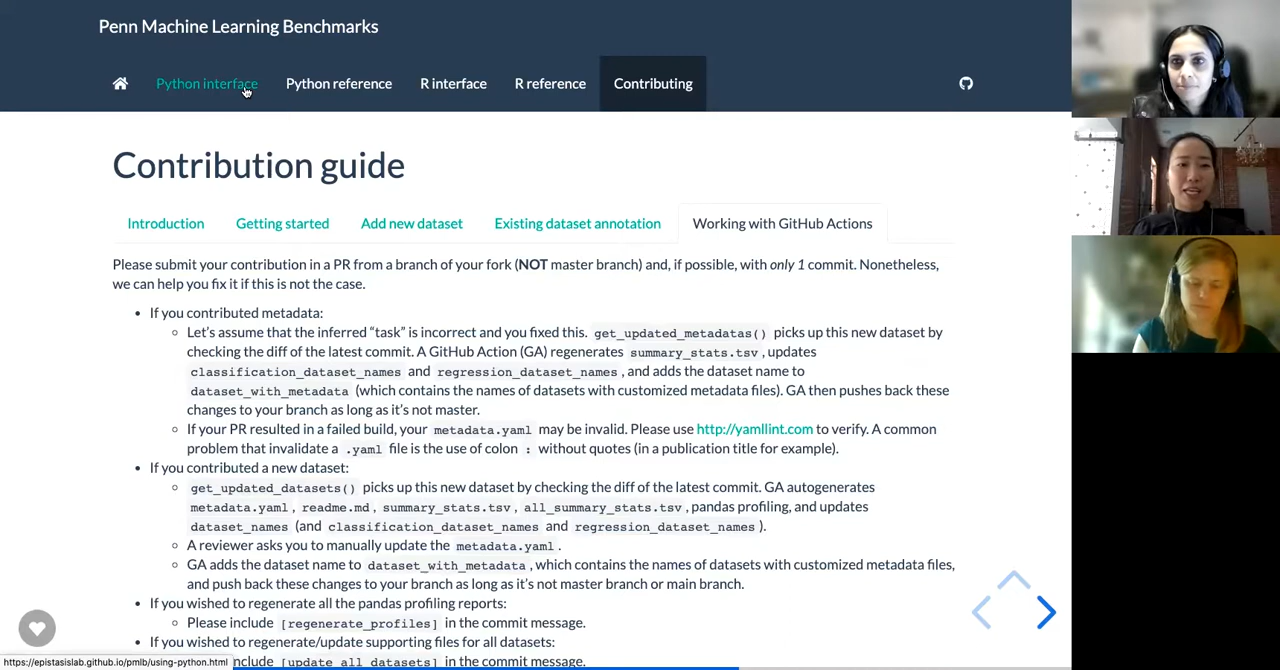 Penn Machine Learning Benchmarks
Python interface Python reference R interface R reference Contributing
Contribution guide
Introduction Getting started Add new dataset Existing dataset annotation Working with GitHub Actions
Please submit your contribution in a PR from a branch of your fork (NOT master branch) and, if possible, with only 1 commit. Nonetheless,
we can help you fix it if this is not the case.
• If you contributed metadata:
◦ Let's assume that the inferred “task” is incorrect and you fixed this. get_updated_metadatas() picks up this new dataset by
checking the diff of the latest commit. A GitHub Action (GA) regenerates summary_stats.tsv, updates
classification_dataset_names and regression_dataset_names, and adds the dataset name to
dataset_with_metadata (which contains the names of datasets with customized metadata files). GA then pushes back these
changes to your branch as long as it's not master.
◦ If your PR resulted in a failed build, your metadata.yaml may be invalid. Please use http://yamllint.com to verify. A common
problem that invalidate a .yaml file is the use of colon : without quotes (in a publication title for example).
• If you contributed a new dataset:
◦ get_updated_datasets() picks up this new dataset by checking the diff of the latest commit. GA autogenerates
metadata.yaml, readme.md, summary_stats.tsv, all_summary_stats.tsv, pandas profiling, and updates
dataset_names (and classification_dataset_names and regression_dataset_names).
◦ A reviewer asks you to manually update the metadata.yaml.
◦ GA adds the dataset name to dataset_with_metadata, which contains the names of datasets with customized metadata files,
and push back these changes to your branch as long as it's not master branch or main branch.
• If you wished to regenerate all the pandas profiling reports:
◦ Please include [regenerate_profiles] in the commit message.
• If you wished to regenerate/update supporting files for all datasets:
include [update_all_datasets] in the commit message.
https://epistasislab.github.io/pmlb/using-python.html